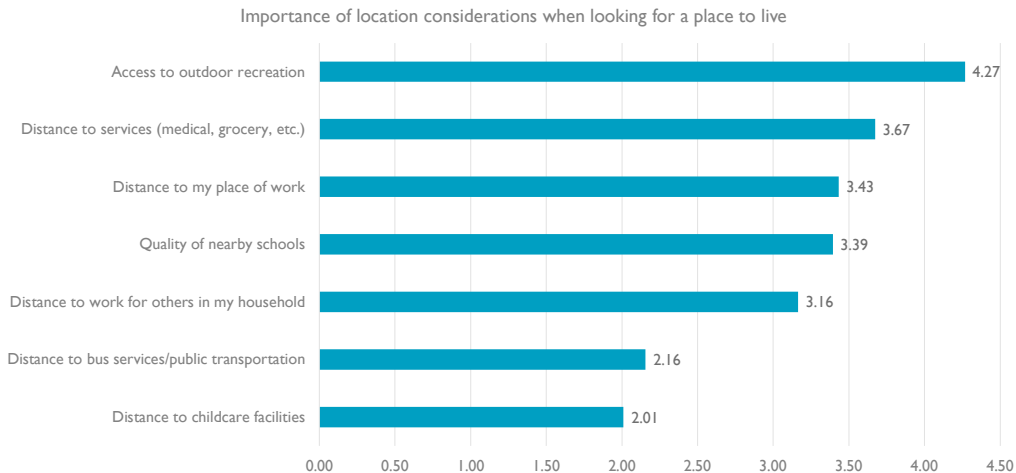 Importance of location considerations when looking for a place to live
Access to outdoor recreation 4.27
Distance to services (medical, grocery, etc.) 3.67
Distance to my place of work 3.43
Quality of nearby schools 3.39
Distance to work for others in my household 3.16
Distance to bus services/public transportation 2.16
Distance to childcare facilities 2.01
0.00 0.50 1.00 1.50 2.00 2.50 3.00 3.50 4.00 4.50